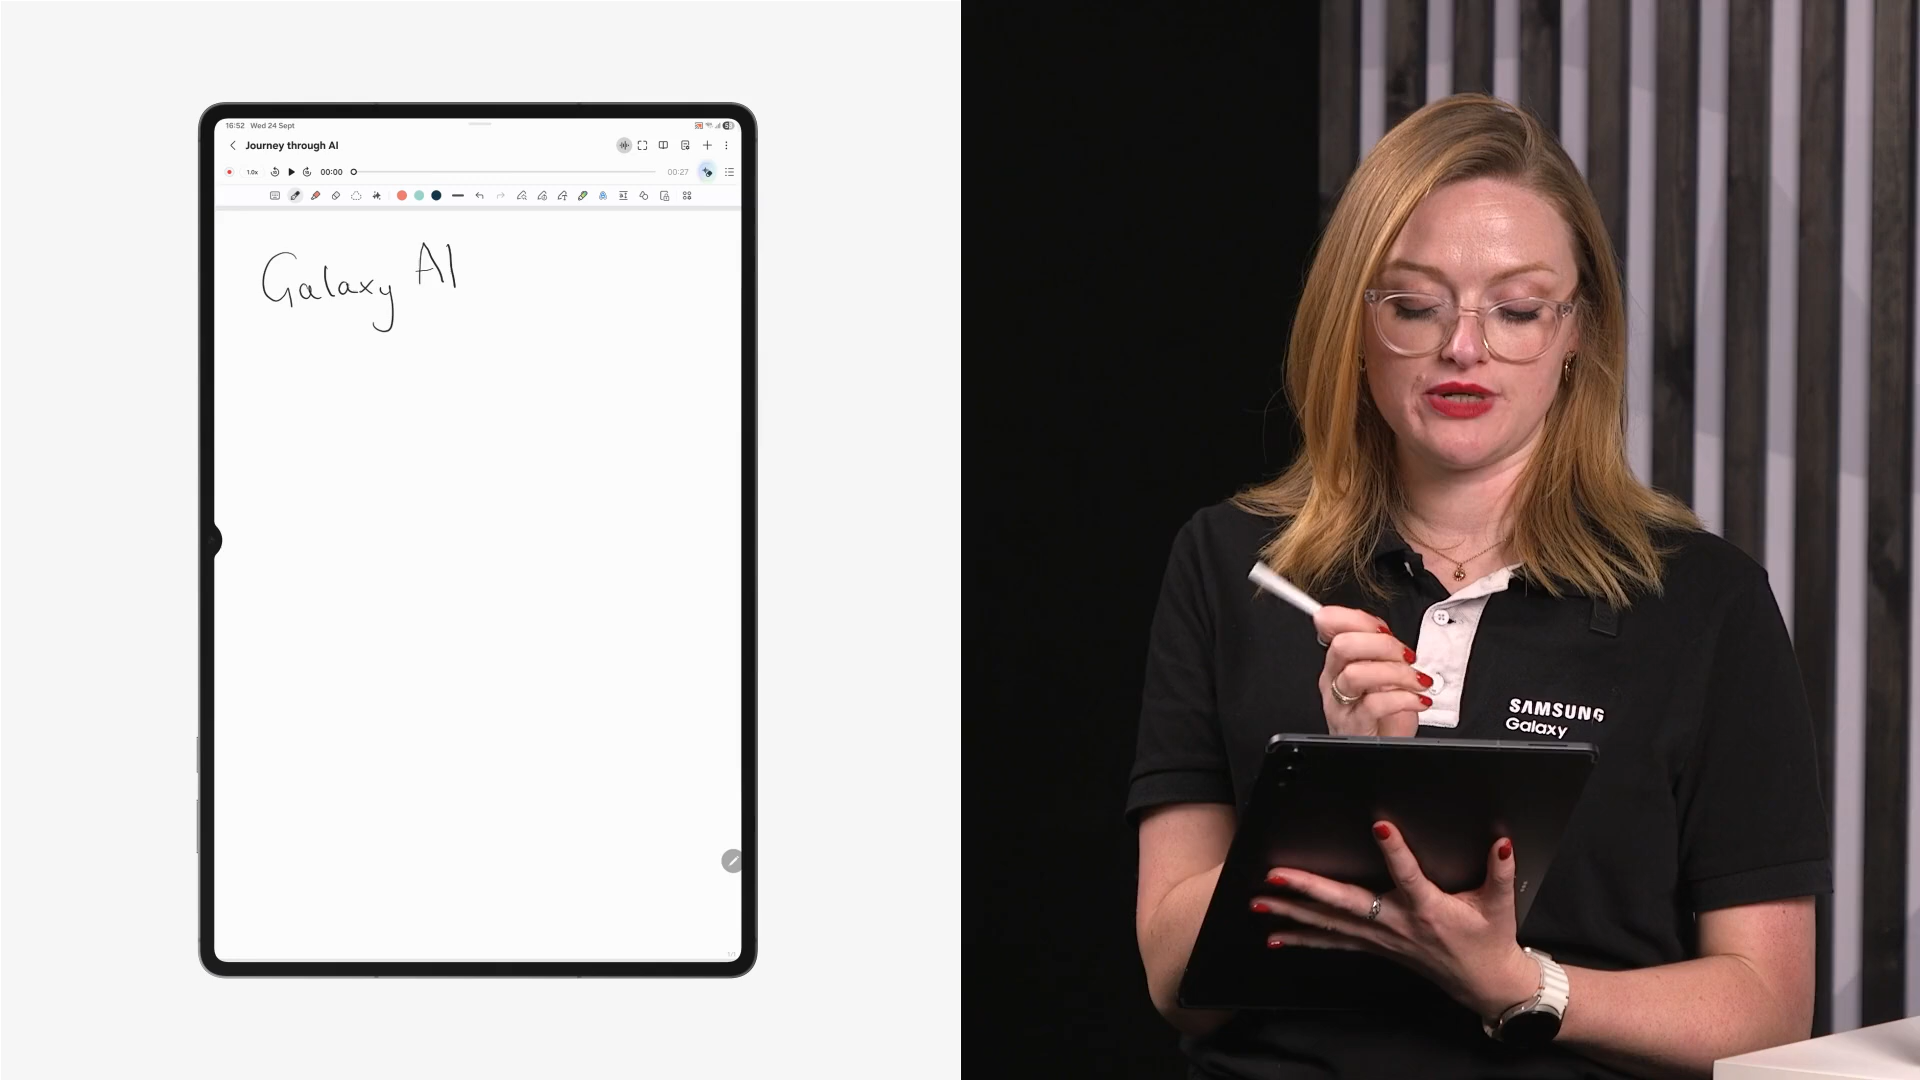 16:52 Wed 24 Sept
Journey through AI
1.0x 00:00 00:27
Galaxy AI
SAMSUNG
Galaxy